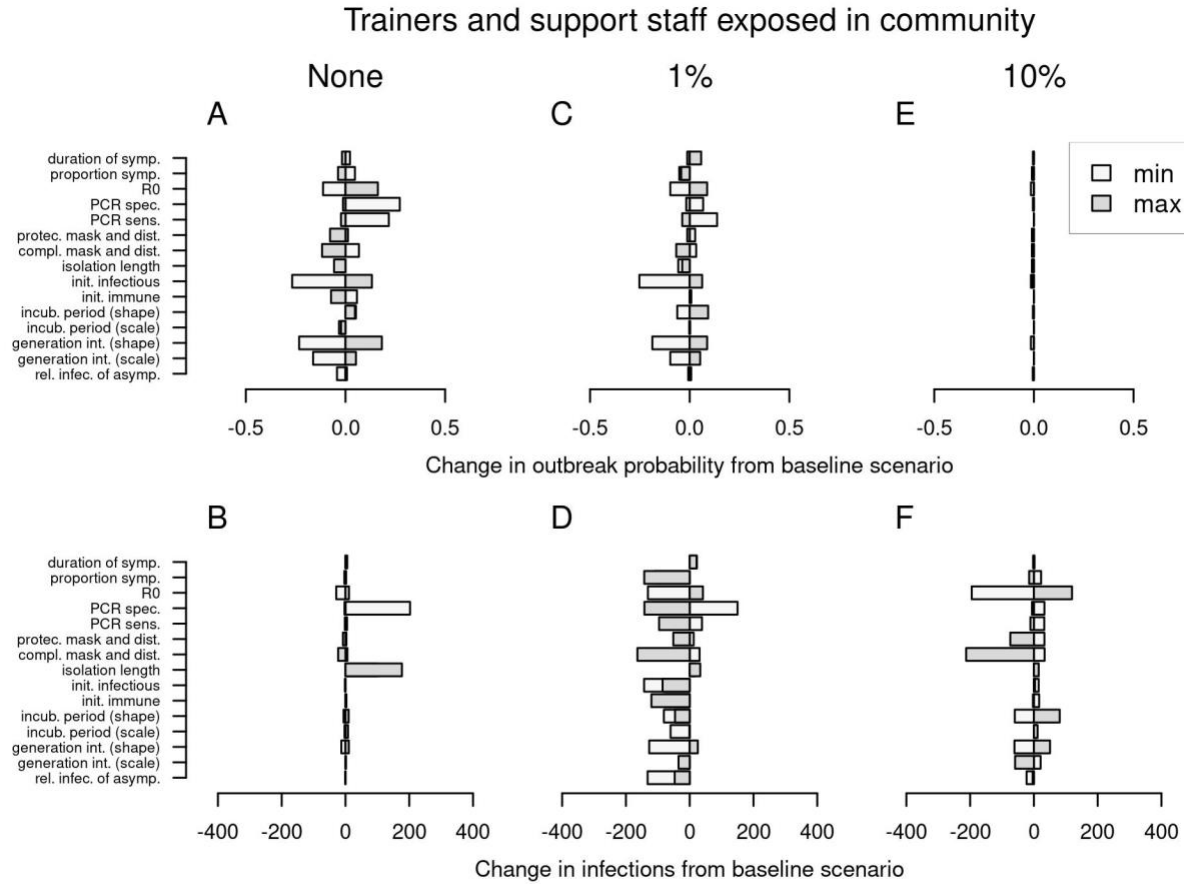 Trainers and support staff exposed in community
None 1% 10%
A C E
duration of symp.
proportion symp.
R0
PCR spec.
PCR sens.
protec. mask and dist.
compl. mask and dist.
isolation length
init. infectious
init. immune
incub. period (shape)
incub. period (scale)
generation int. (shape)
generation int. (scale)
rel. infec. of asymp.
min
max
-0.5 0.0 0.5 -0.5 0.0 0.5 -0.5 0.0 0.5
Change in outbreak probability from baseline scenario
B D F
duration of symp.
proportion symp.
R0
PCR spec.
PCR sens.
protec. mask and dist.
compl. mask and dist.
isolation length
init. infectious
init. immune
incub. period (shape)
incub. period (scale)
generation int. (shape)
generation int. (scale)
rel. infec. of asymp.
-400 -200 0 200 400 -400 -200 0 200 400 -400 -200 0 200 400
Change in infections from baseline scenario